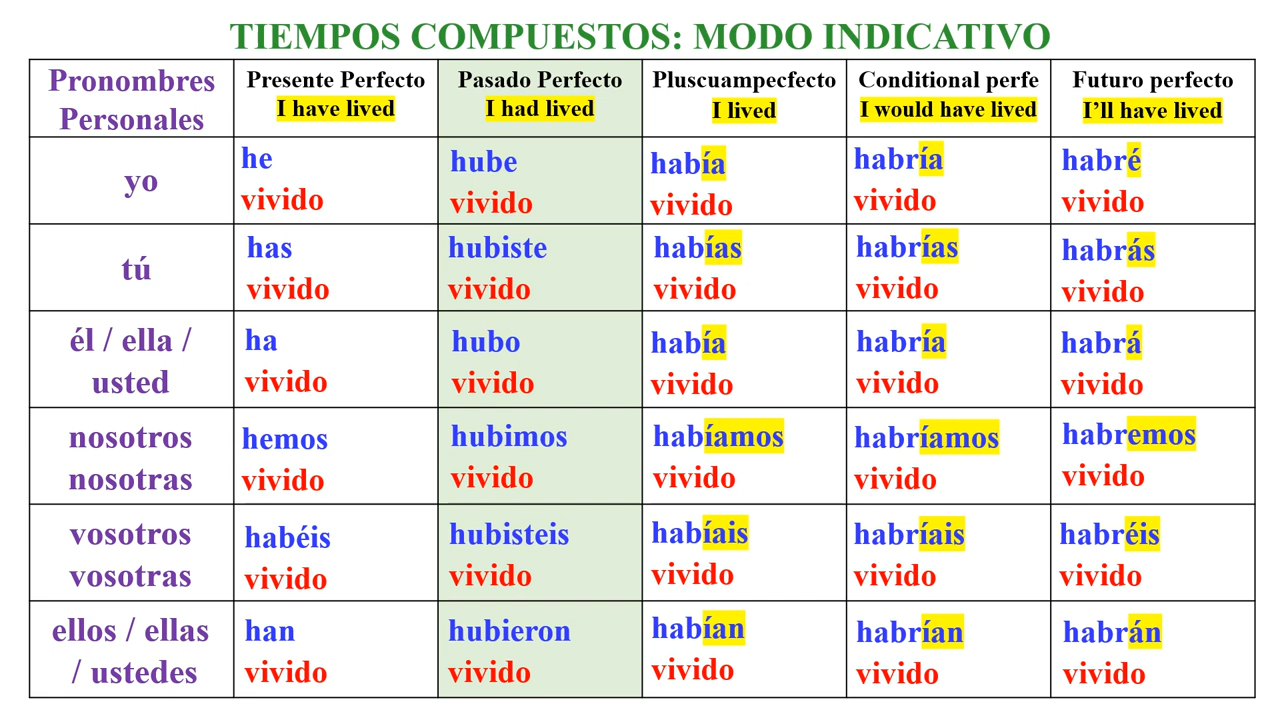 TIEMPOS COMPUESTOS: MODO INDICATIVO
Pronombres
Personales
Presente Perfecto
I have lived
Pasado Perfecto
I had lived
Pluscuampecfecto
I lived
Conditional perfe
I would have lived
Futuro perfecto
I'll have lived
yo
he
vivido
hube
vivido
había
vivido
habría
vivido
habré
vivido
tú
has
vivido
hubiste
vivido
habías
vivido
habrías
vivido
habrás
vivido
él / ella /
usted
ha
vivido
hubo
vivido
había
vivido
habría
vivido
habrá
vivido
nosotros
nosotras
hemos
vivido
hubimos
vivido
habíamos
vivido
habríamos
vivido
habremos
vivido
vosotros
vosotras
habéis
vivido
hubisteis
vivido
habíais
vivido
habríais
vivido
habréis
vivido
ellos / ellas
/ ustedes
han
vivido
hubieron
vivido
habían
vivido
habrían
vivido
habrán
vivido